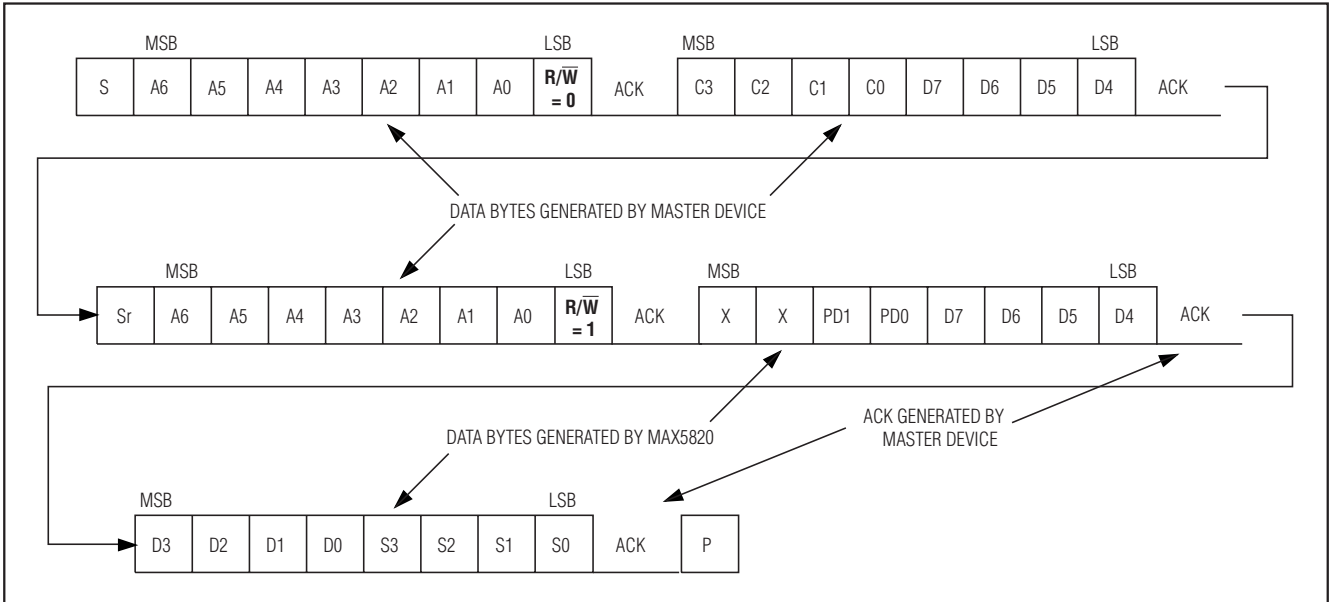 MSB LSB MSB LSB
S A6 A5 A4 A3 A2 A1 A0 R/W̅ = 0 ACK C3 C2 C1 C0 D7 D6 D5 D4 ACK
DATA BYTES GENERATED BY MASTER DEVICE
MSB LSB MSB LSB
Sr A6 A5 A4 A3 A2 A1 A0 R/W̅ = 1 ACK X X PD1 PD0 D7 D6 D5 D4 ACK
DATA BYTES GENERATED BY MAX5820
ACK GENERATED BY
MASTER DEVICE
MSB LSB
D3 D2 D1 D0 S3 S2 S1 S0 ACK P